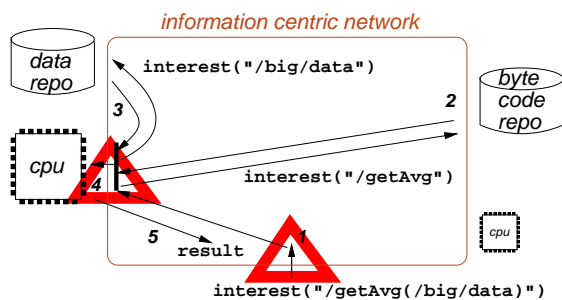 information centric network
data
repo
interest("/big/data")
3
2
byte
code
repo
cpu
4
interest("/getAvg")
5
result
1
cpu
interest("/getAvg(/big/data)")